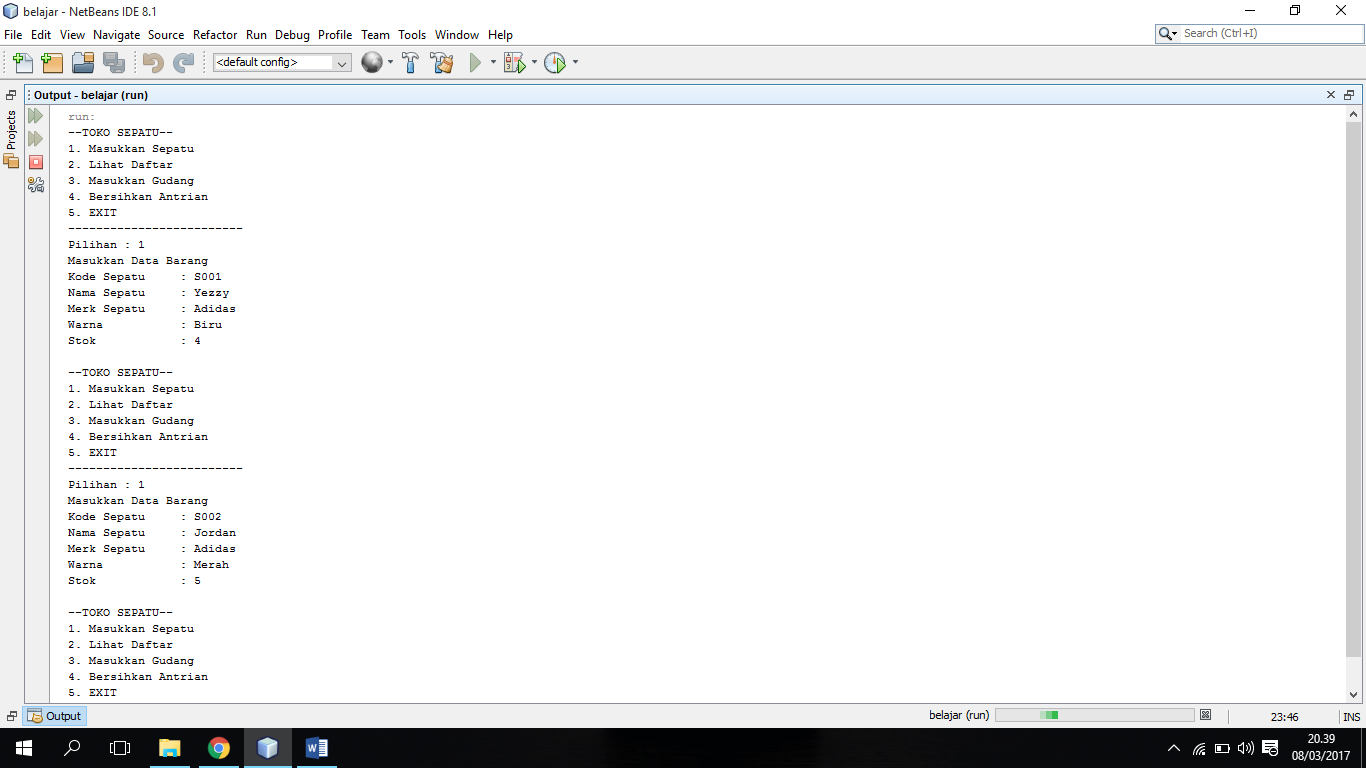 belajar - NetBeans IDE 8.1
File Edit View Navigate Source Refactor Run Debug Profile Team Tools Window Help
Search (Ctrl+I)
<default config>
Projects
Output - belajar (run)
run:
--TOKO SEPATU--
1. Masukkan Sepatu
2. Lihat Daftar
3. Masukkan Gudang
4. Bersihkan Antrian
5. EXIT
-------------------------
Pilihan : 1
Masukkan Data Barang
Kode Sepatu     : S001
Nama Sepatu     : Yezzy
Merk Sepatu     : Adidas
Warna           : Biru
Stok            : 4
--TOKO SEPATU--
1. Masukkan Sepatu
2. Lihat Daftar
3. Masukkan Gudang
4. Bersihkan Antrian
5. EXIT
-------------------------
Pilihan : 1
Masukkan Data Barang
Kode Sepatu     : S002
Nama Sepatu     : Jordan
Merk Sepatu     : Adidas
Warna           : Merah
Stok            : 5
--TOKO SEPATU--
1. Masukkan Sepatu
2. Lihat Daftar
3. Masukkan Gudang
4. Bersihkan Antrian
5. EXIT
Output
belajar (run)
23:46
INS
20.39
08/03/2017